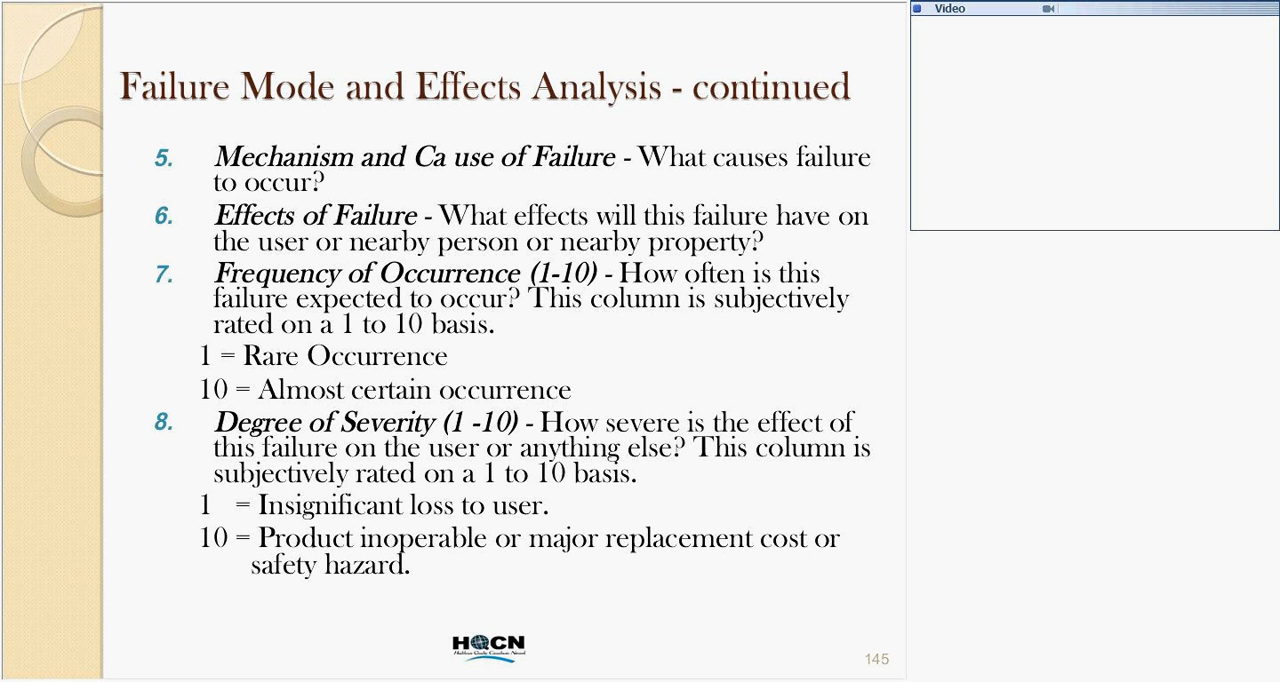 Video
Failure Mode and Effects Analysis - continued
5. Mechanism and Ca use of Failure - What causes failure
to occur?
6. Effects of Failure - What effects will this failure have on
the user or nearby person or nearby property?
7. Frequency of Occurrence (1-10) - How often is this
failure expected to occur? This column is subjectively
rated on a 1 to 10 basis.
1 = Rare Occurrence
10 = Almost certain occurrence
8. Degree of Severity (1 -10) - How severe is the effect of
this failure on the user or anything else? This column is
subjectively rated on a 1 to 10 basis.
1 = Insignificant loss to user.
10 = Product inoperable or major replacement cost or
safety hazard.
HQCN
145